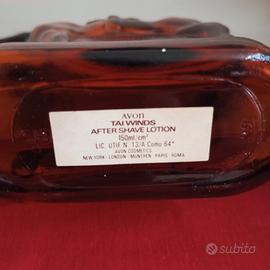 AVON
TAI WINDS
AFTER SHAVE LOTION
150ml/cm³
LIC. UTIF N. 13/A Como 64*
AVON COSMETICS
NEW YORK · LONDON · MUNCHEN · PARIS · ROMA
subito